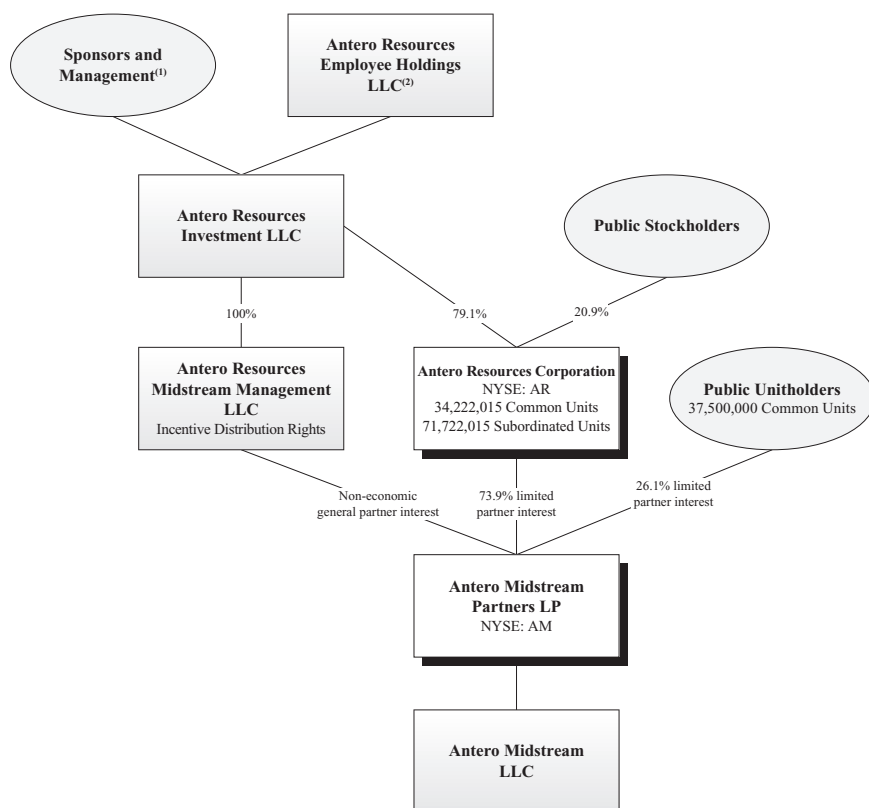 Sponsors and
Management(1)
Antero Resources
Employee Holdings
LLC(2)
Antero Resources
Investment LLC
Public Stockholders
100%
79.1%
20.9%
Antero Resources
Midstream Management
LLC
Incentive Distribution Rights
Antero Resources Corporation
NYSE: AR
34,222,015 Common Units
71,722,015 Subordinated Units
Public Unitholders
37,500,000 Common Units
Non-economic
general partner interest
73.9% limited
partner interest
26.1% limited
partner interest
Antero Midstream
Partners LP
NYSE: AM
Antero Midstream
LLC